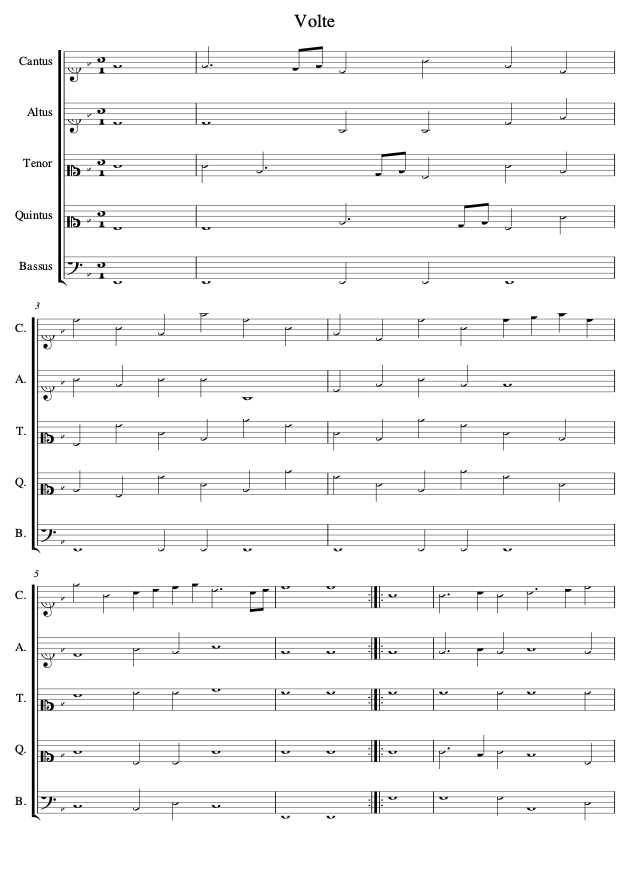 Volte
Cantus
Altus
Tenor
Quintus
Bassus
3
C.
A.
T.
Q.
B.
5
C.
A.
T.
Q.
B.